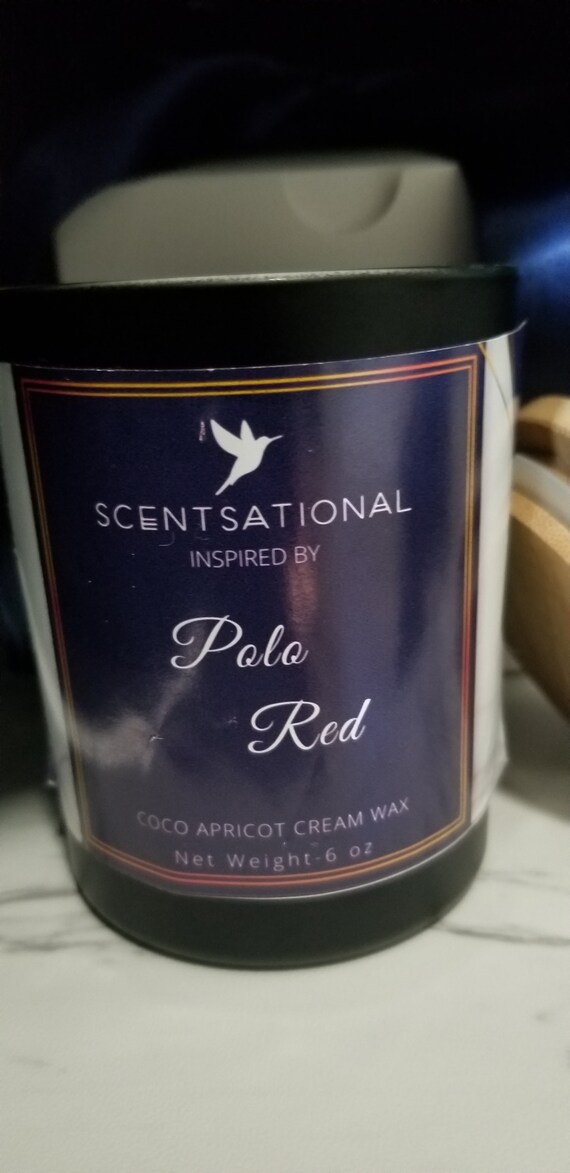 SCENTSATIONAL
INSPIRED BY
Polo
Red
COCO APRICOT CREAM WAX
Net Weight-6 oz